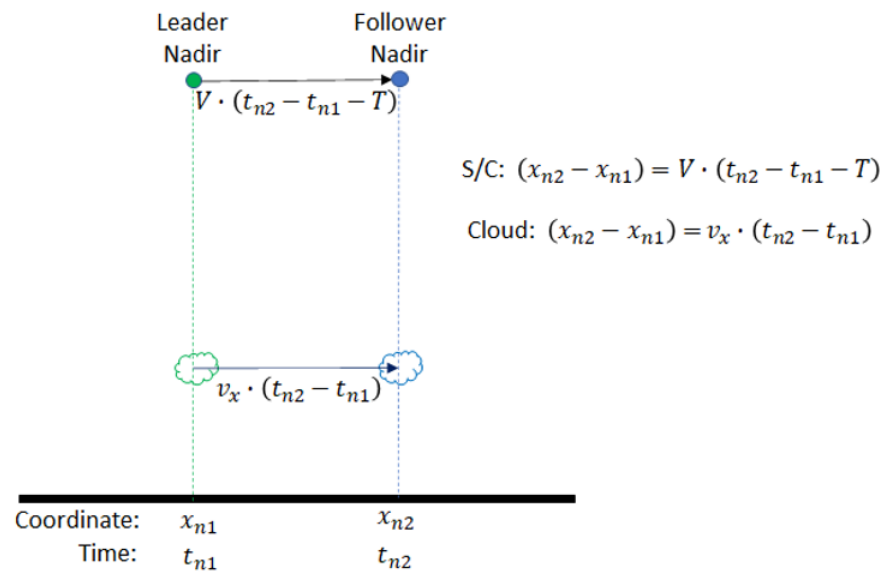 Leader Nadir
Follower Nadir
V · (tₙ₂ − tₙ₁ − T)
S/C: (xₙ₂ − xₙ₁) = V · (tₙ₂ − tₙ₁ − T)
Cloud: (xₙ₂ − xₙ₁) = vₓ · (tₙ₂ − tₙ₁)
vₓ · (tₙ₂ − tₙ₁)
Coordinate: xₙ₁ xₙ₂
Time: tₙ₁ tₙ₂